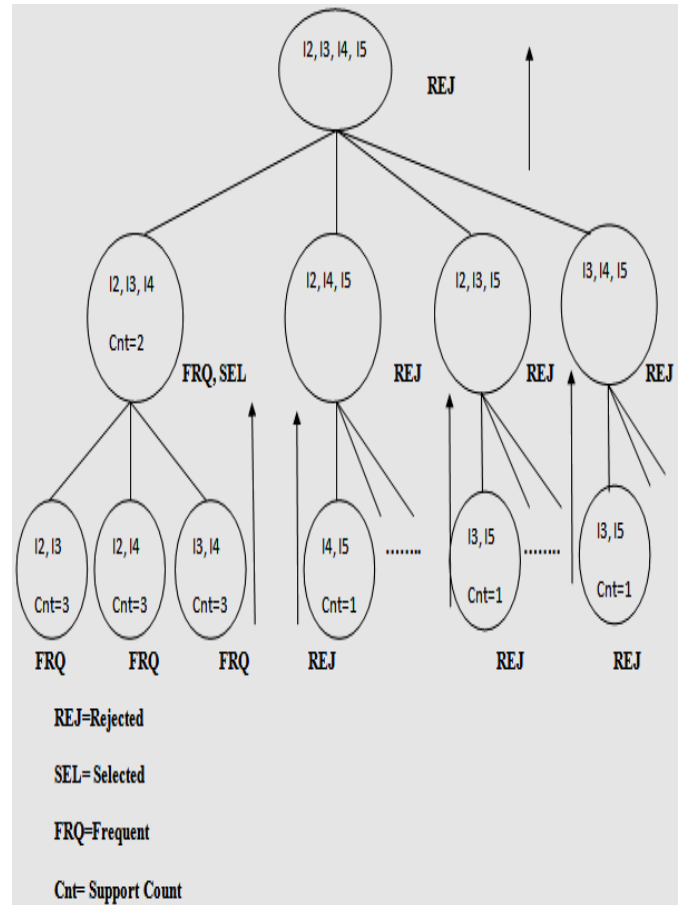 I2, I3, I4, I5
REJ
I2, I3, I4
Cnt=2
FRQ, SEL
I2, I4, I5
REJ
I2, I3, I5
REJ
I3, I4, I5
REJ
I2, I3
Cnt=3
FRQ
I2, I4
Cnt=3
FRQ
I3, I4
Cnt=3
FRQ
I4, I5
Cnt=1
REJ
........
I3, I5
Cnt=1
REJ
........
I3, I5
Cnt=1
REJ
REJ=Rejected
SEL= Selected
FRQ=Frequent
Cnt= Support Count